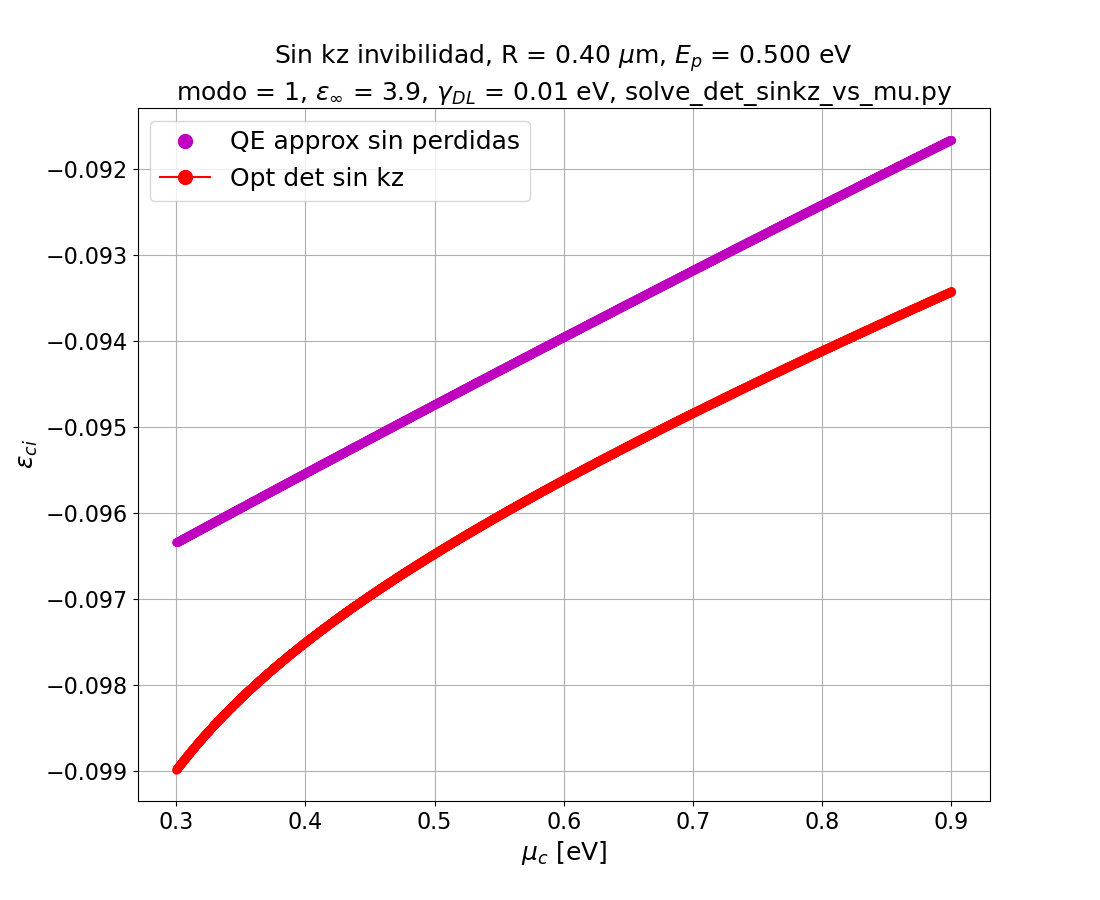 Sin kz invibilidad, R = 0.40 μm, E_p = 0.500 eV
modo = 1, ε_∞ = 3.9, γ_DL = 0.01 eV, solve_det_sinkz_vs_mu.py
QE approx sin perdidas
Opt det sin kz
−0.092
−0.093
−0.094
−0.095
−0.096
−0.097
−0.098
−0.099
ε_ci
0.3 0.4 0.5 0.6 0.7 0.8 0.9
μ_c [eV]